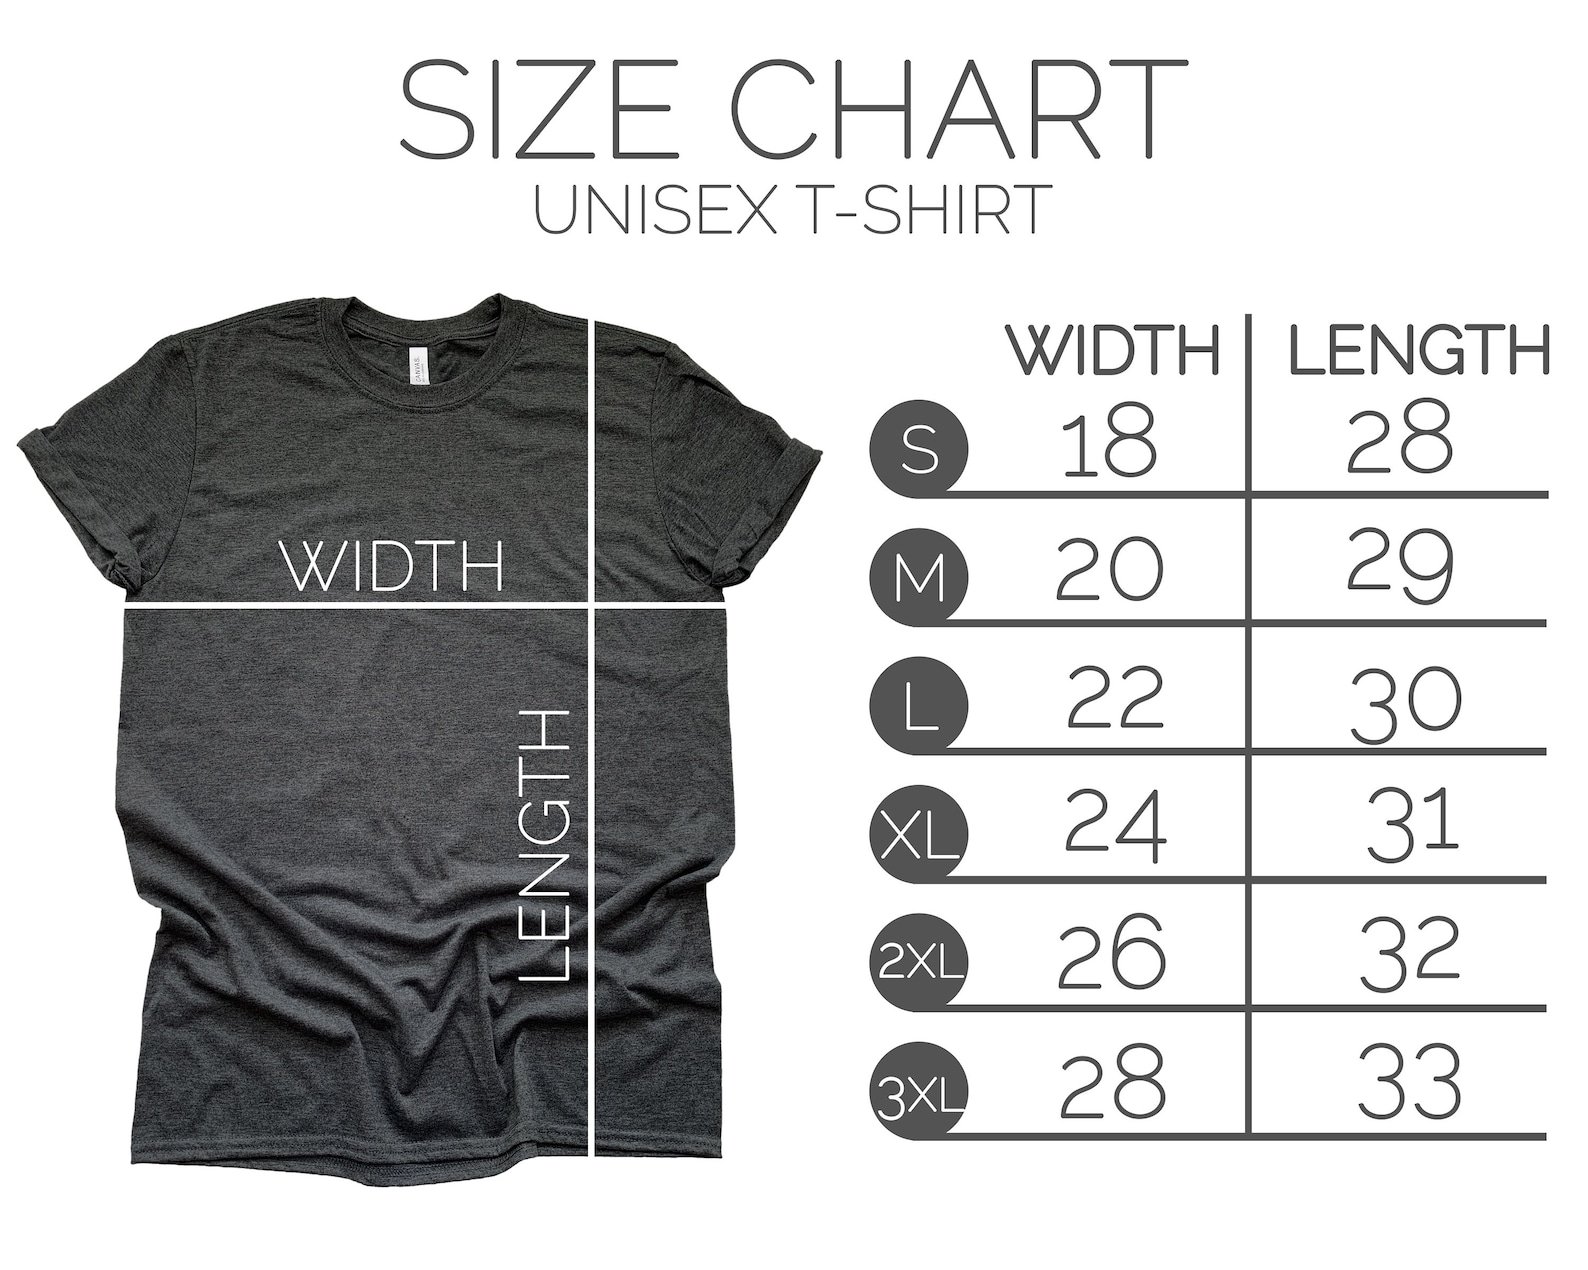 SIZE CHART
UNISEX T-SHIRT
CANVAS
WIDTH
LENGTH
WIDTH LENGTH
S 18 28
M 20 29
L 22 30
XL 24 31
2XL 26 32
3XL 28 33